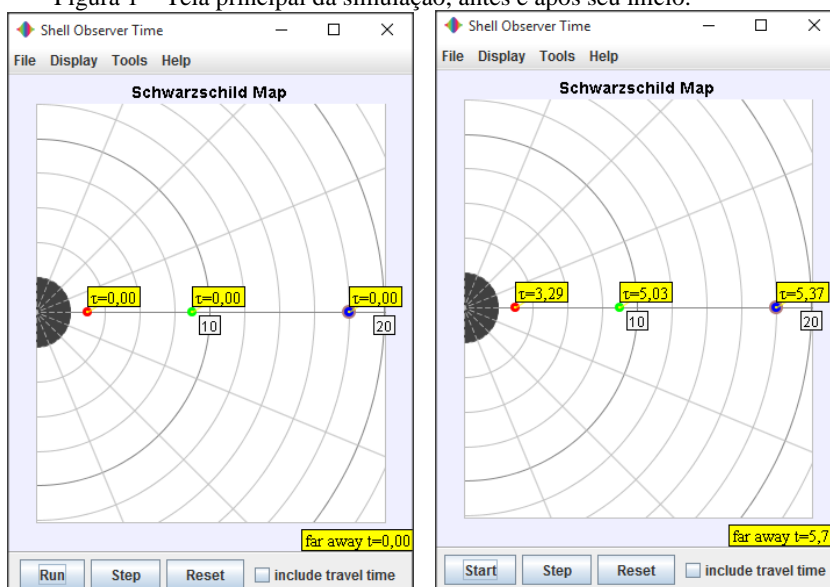 Figura 1 – Tela principal da simulação, antes e após seu início.
Shell Observer Time
File Display Tools Help
Schwarzschild Map
τ=0,00 τ=0,00 τ=0,00
10 20
far away t=0,00
Run Step Reset include travel time
Shell Observer Time
File Display Tools Help
Schwarzschild Map
τ=3,29 τ=5,03 τ=5,37
10 20
far away t=5,7
Start Step Reset include travel time